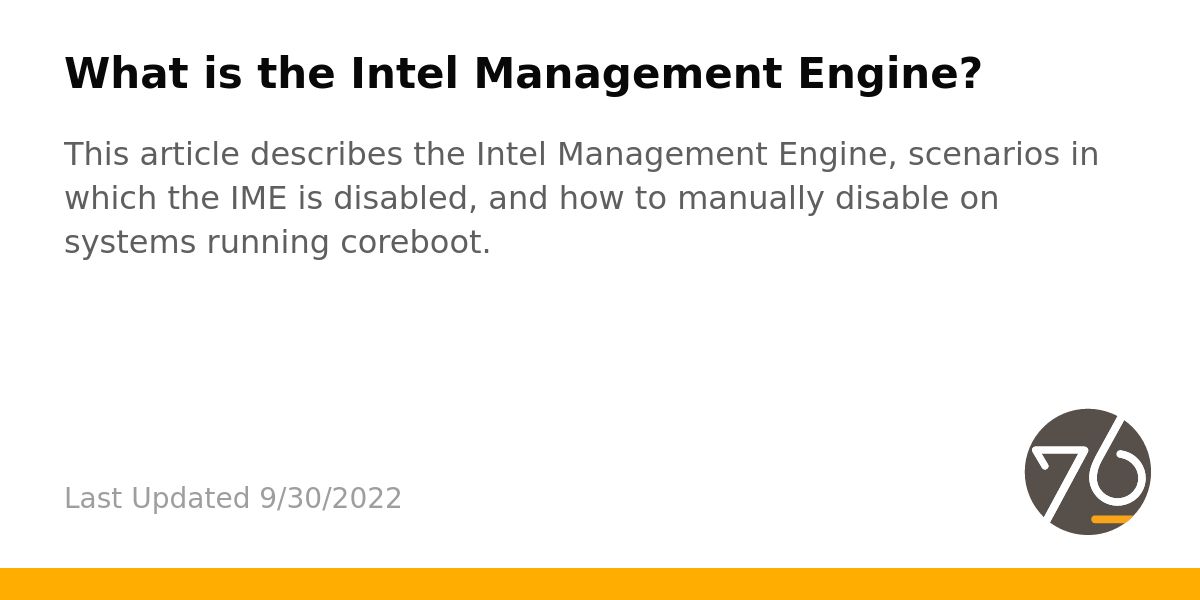 What is the Intel Management Engine?
This article describes the Intel Management Engine, scenarios in
which the IME is disabled, and how to manually disable on
systems running coreboot.
Last Updated 9/30/2022
76